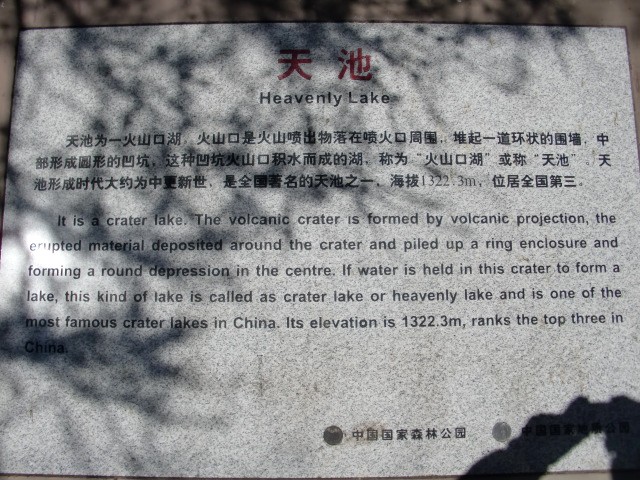 天池
Heavenly Lake
天池为一火山口湖，火山口是火山喷出物落在喷火口周围，堆起一道环状的围墙，中
部形成圆形的凹坑，这种凹坑火山口积水而成的湖，称为“火山口湖”或称“天池”，天
池形成时代大约为中更新世，是全国著名的天池之一，海拔1322.3m，位居全国第三。
It is a crater lake. The volcanic crater is formed by volcanic projection, the
erupted material deposited around the crater and piled up a ring enclosure and
forming a round depression in the centre. If water is held in this crater to form a
lake, this kind of lake is called as crater lake or heavenly lake and is one of the
most famous crater lakes in China. Its elevation is 1322.3m, ranks the top three in
China.
中国国家森林公园 中国国家地质公园